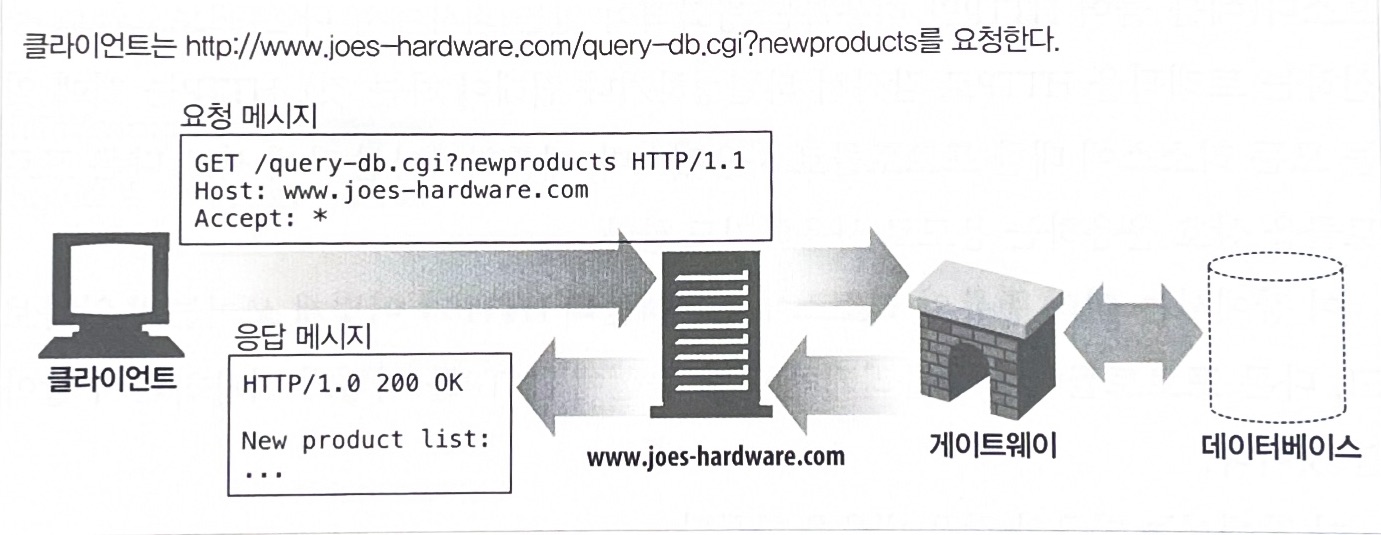 클라이언트는 http://www.joes-hardware.com/query-db.cgi?newproducts를 요청한다.
요청 메시지
GET /query-db.cgi?newproducts HTTP/1.1
Host: www.joes-hardware.com
Accept: *
클라이언트
응답 메시지
HTTP/1.0 200 OK
New product list:
...
www.joes-hardware.com
게이트웨이
데이터베이스